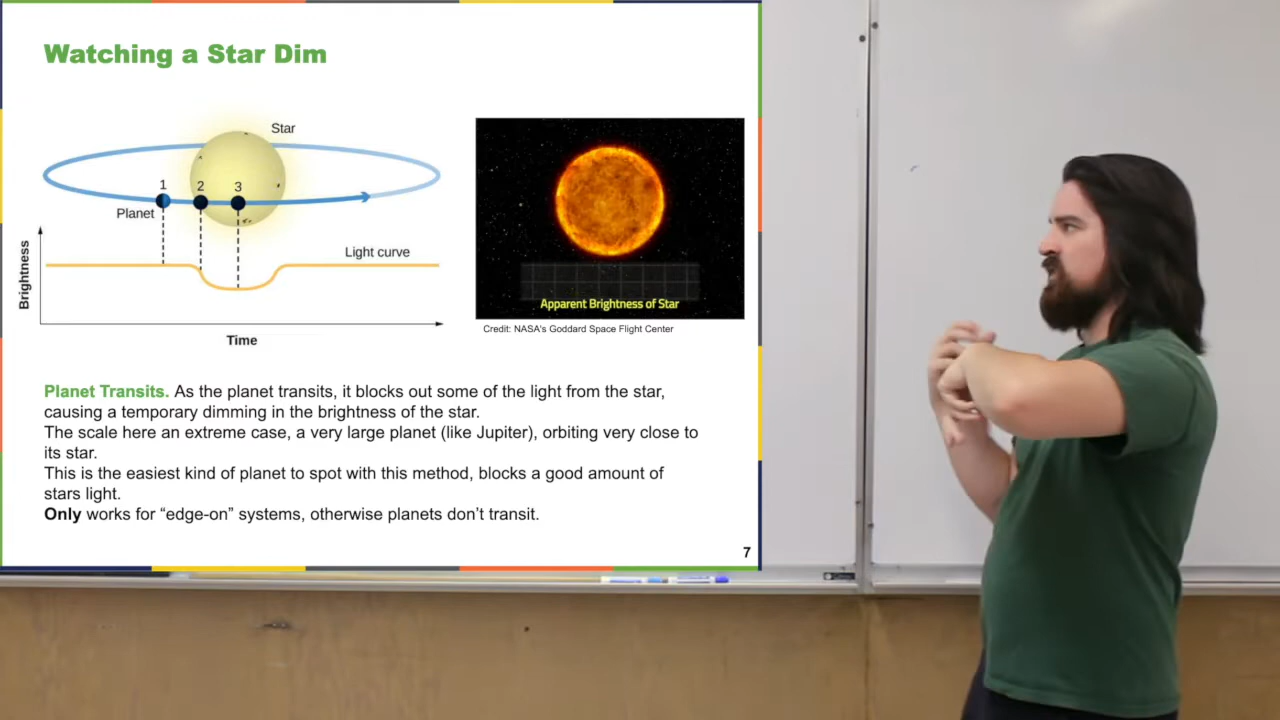 Watching a Star Dim
Star
1
2
3
Planet
Light curve
Brightness
Time
Apparent Brightness of Star
Credit: NASA's Goddard Space Flight Center
Planet Transits. As the planet transits, it blocks out some of the light from the star,
causing a temporary dimming in the brightness of the star.
The scale here an extreme case, a very large planet (like Jupiter), orbiting very close to
its star.
This is the easiest kind of planet to spot with this method, blocks a good amount of
stars light.
Only works for “edge-on” systems, otherwise planets don’t transit.
7